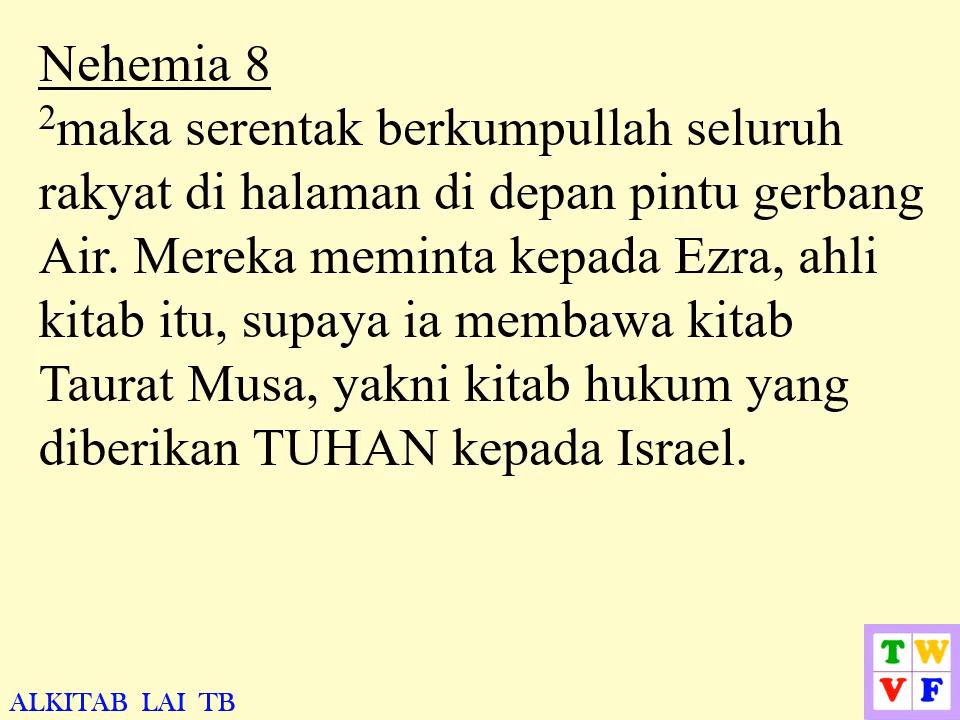 Nehemia 8
²maka serentak berkumpullah seluruh
rakyat di halaman di depan pintu gerbang
Air. Mereka meminta kepada Ezra, ahli
kitab itu, supaya ia membawa kitab
Taurat Musa, yakni kitab hukum yang
diberikan TUHAN kepada Israel.
ALKITAB LAI TB
T W
V F